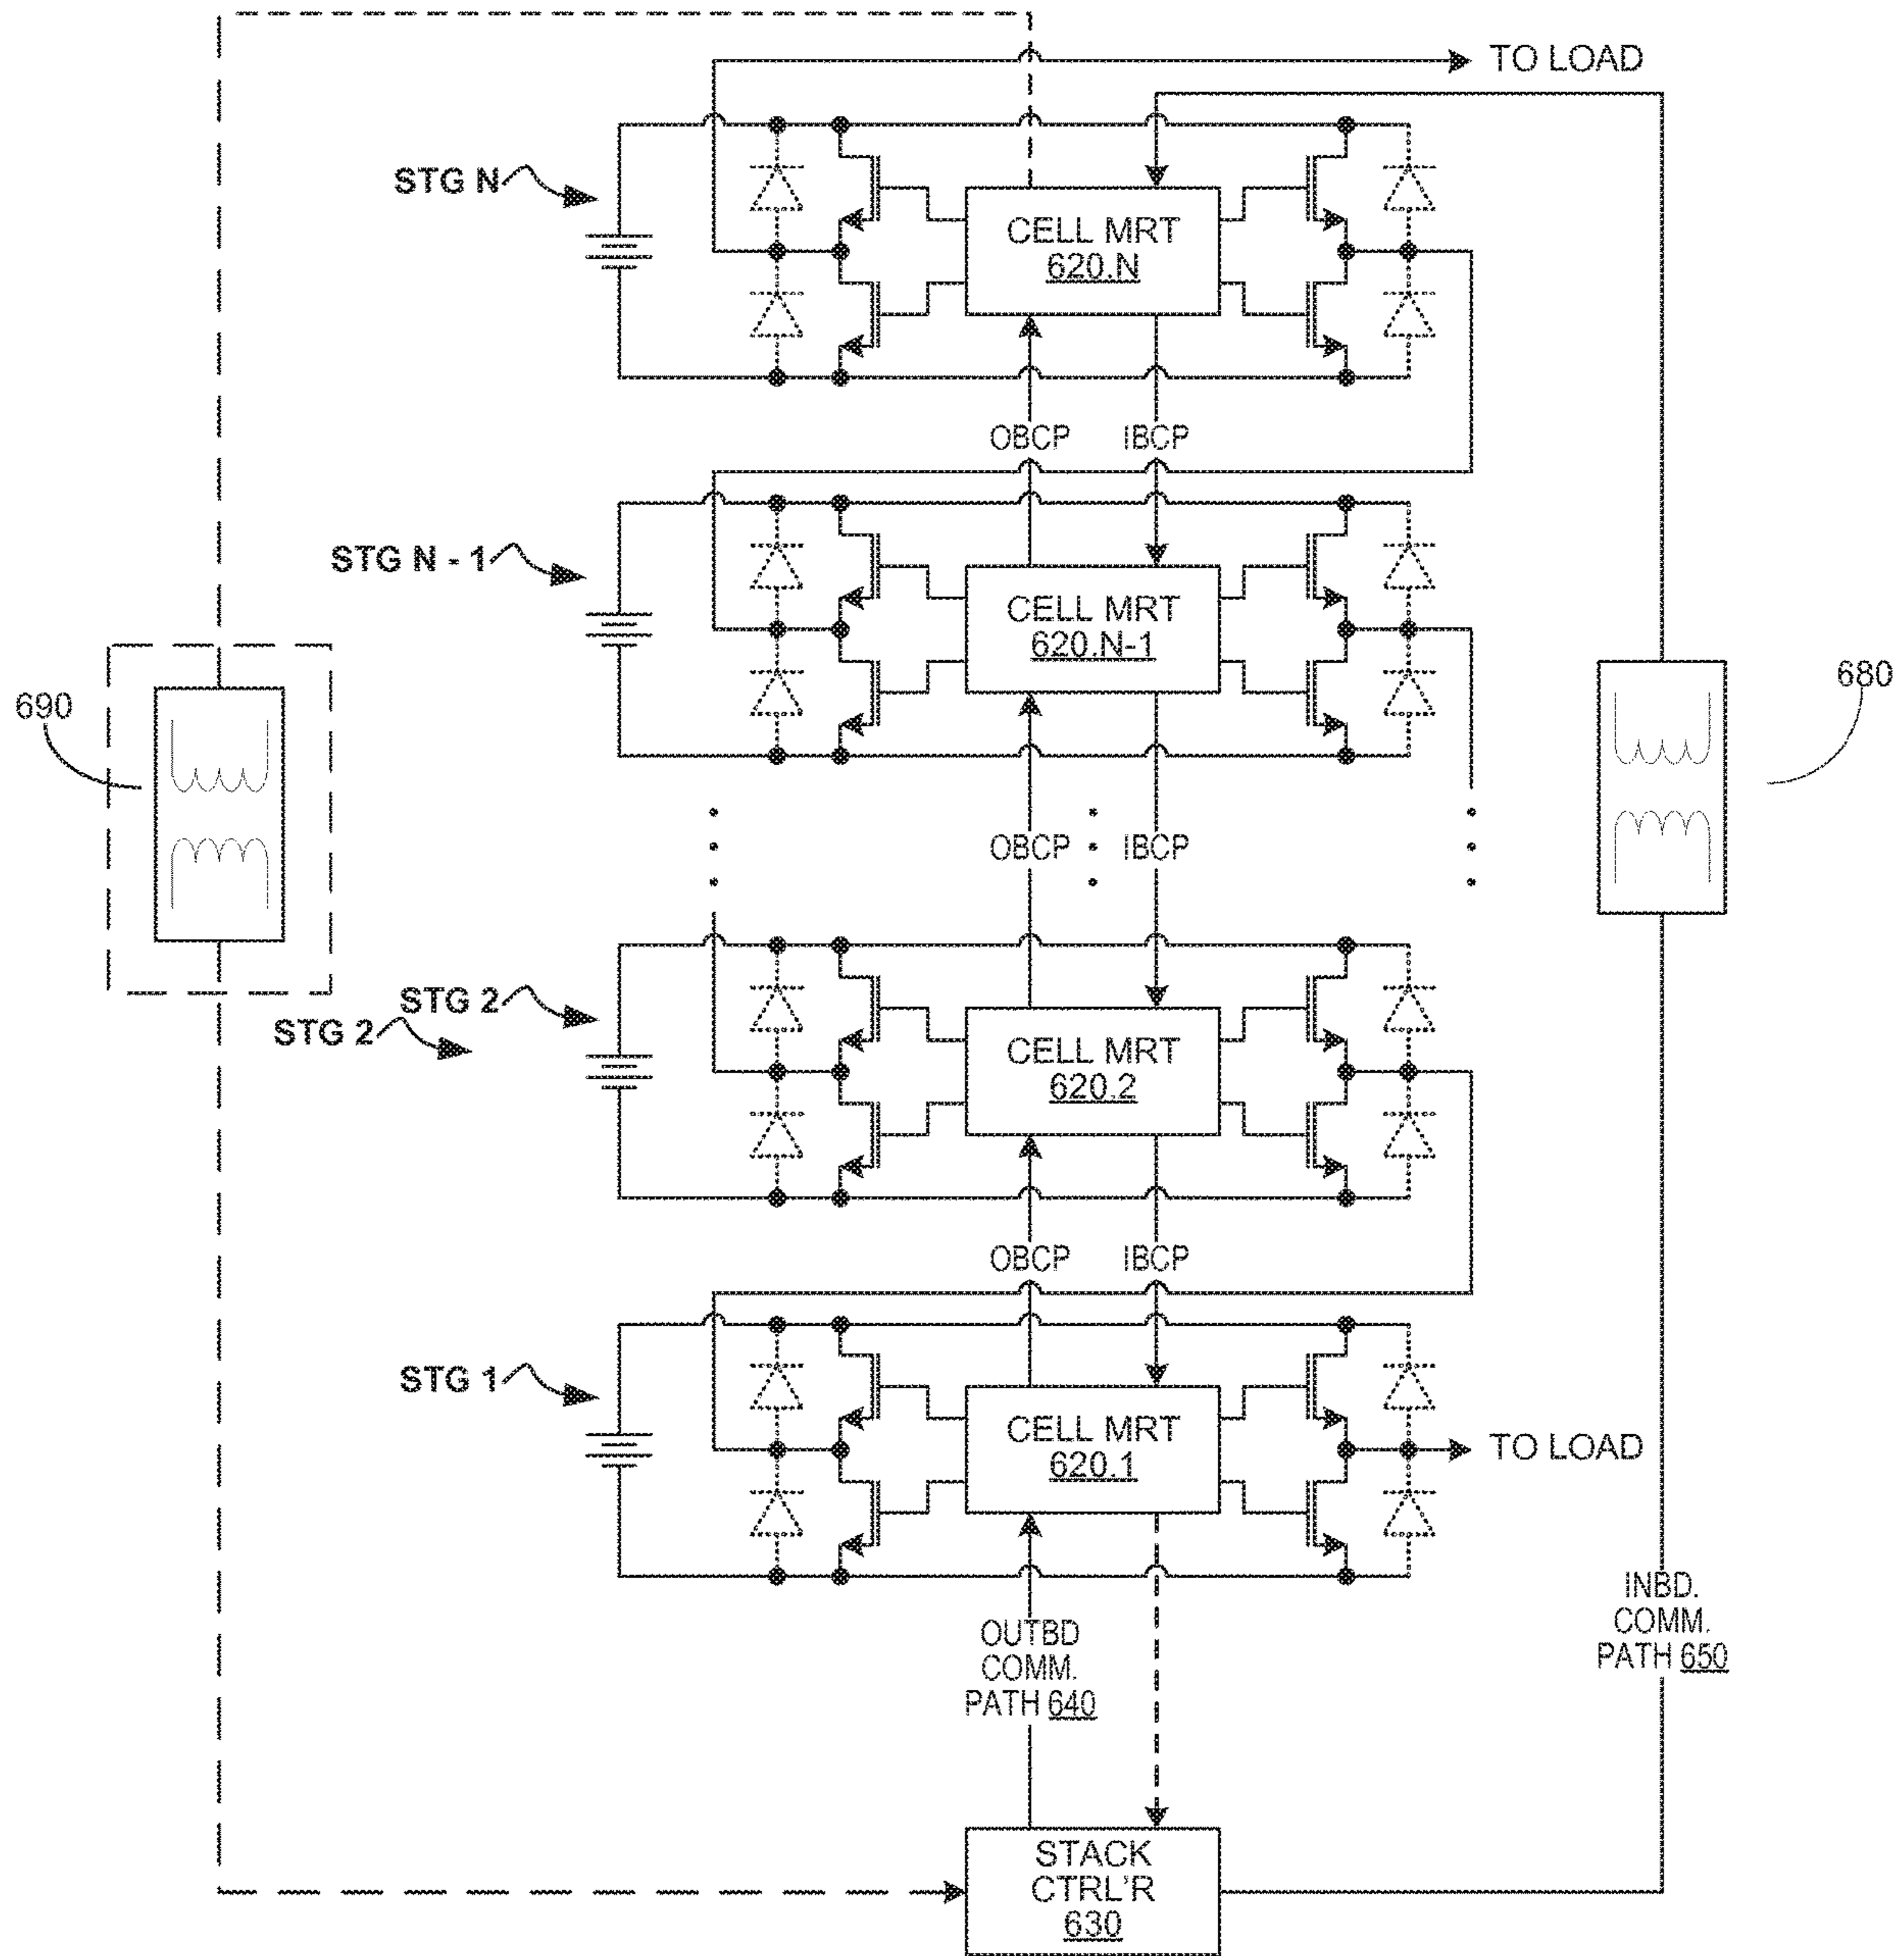 TO LOAD
STG N
CELL MRT
620.N
OBCP IBCP
STG N - 1
CELL MRT
620.N-1
690
680
OBCP IBCP
STG 2
STG 2
CELL MRT
620.2
OBCP IBCP
STG 1
CELL MRT
620.1
TO LOAD
OUTBD
COMM.
PATH 640
INBD.
COMM.
PATH 650
STACK
CTRL'R
630